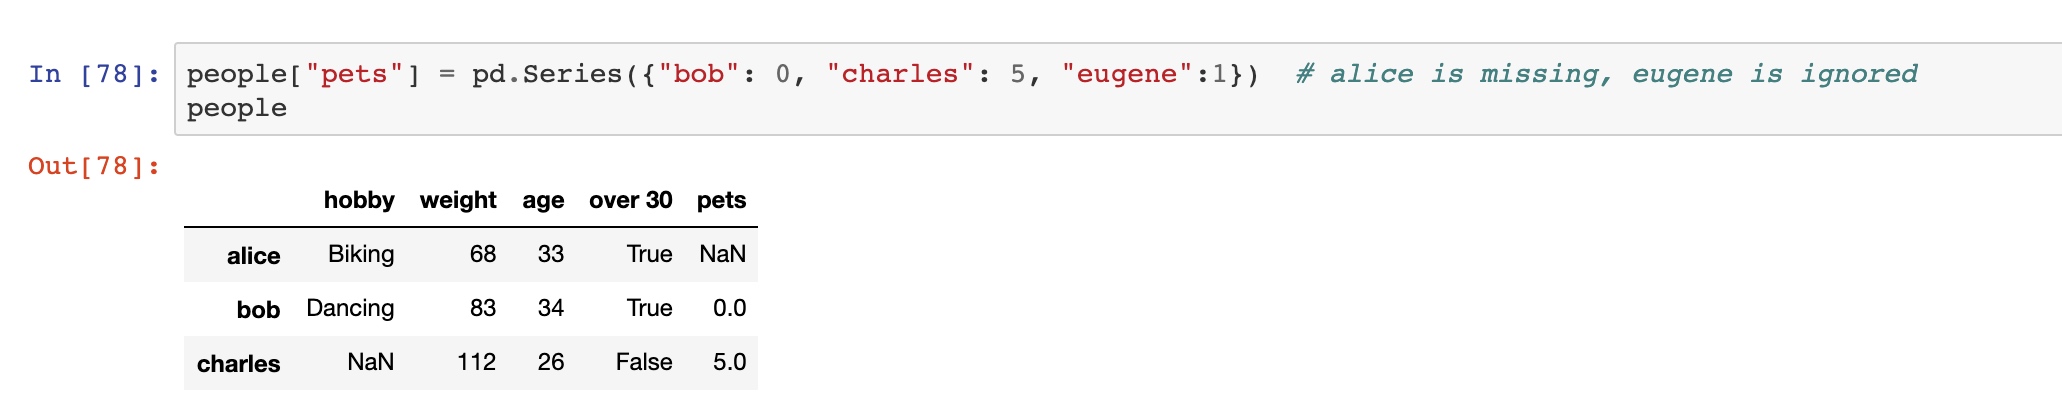 In [78]: people["pets"] = pd.Series({"bob": 0, "charles": 5, "eugene":1})  # alice is missing, eugene is ignored
people
Out[78]:
hobby weight age over 30 pets
alice Biking 68 33 True NaN
bob Dancing 83 34 True 0.0
charles NaN 112 26 False 5.0